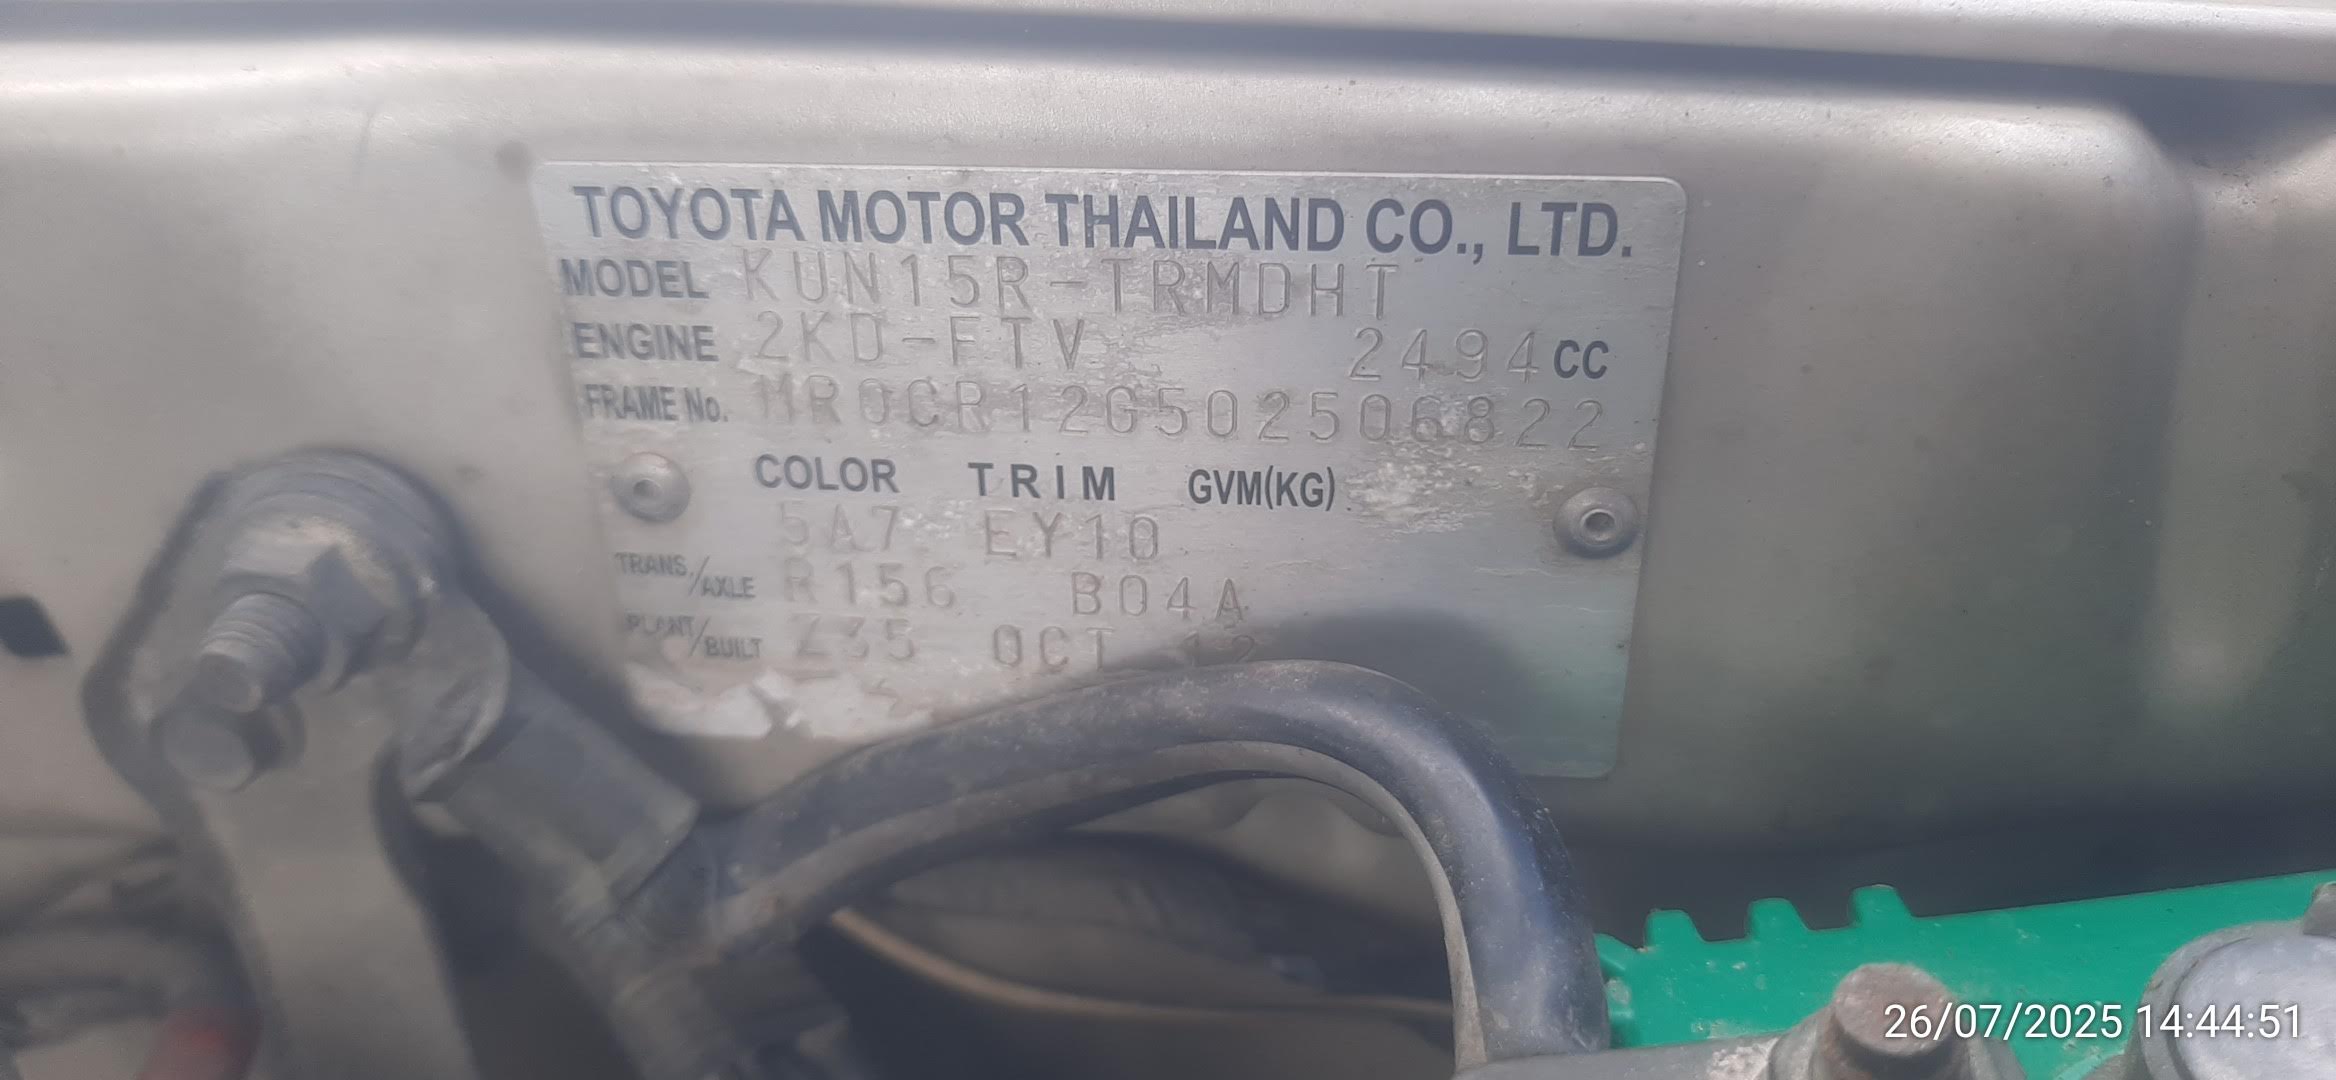 TOYOTA MOTOR THAILAND CO., LTD.
MODEL KUN15R-TRMDHT
ENGINE 2KD-FTV 2494 CC
FRAME No. MR0CR12G502506822
COLOR TRIM GVM(KG)
5A7 EY10
TRANS./AXLE R156 B04A
PLANT/BUILT Z35 OCT 12
26/07/2025 14:44:51